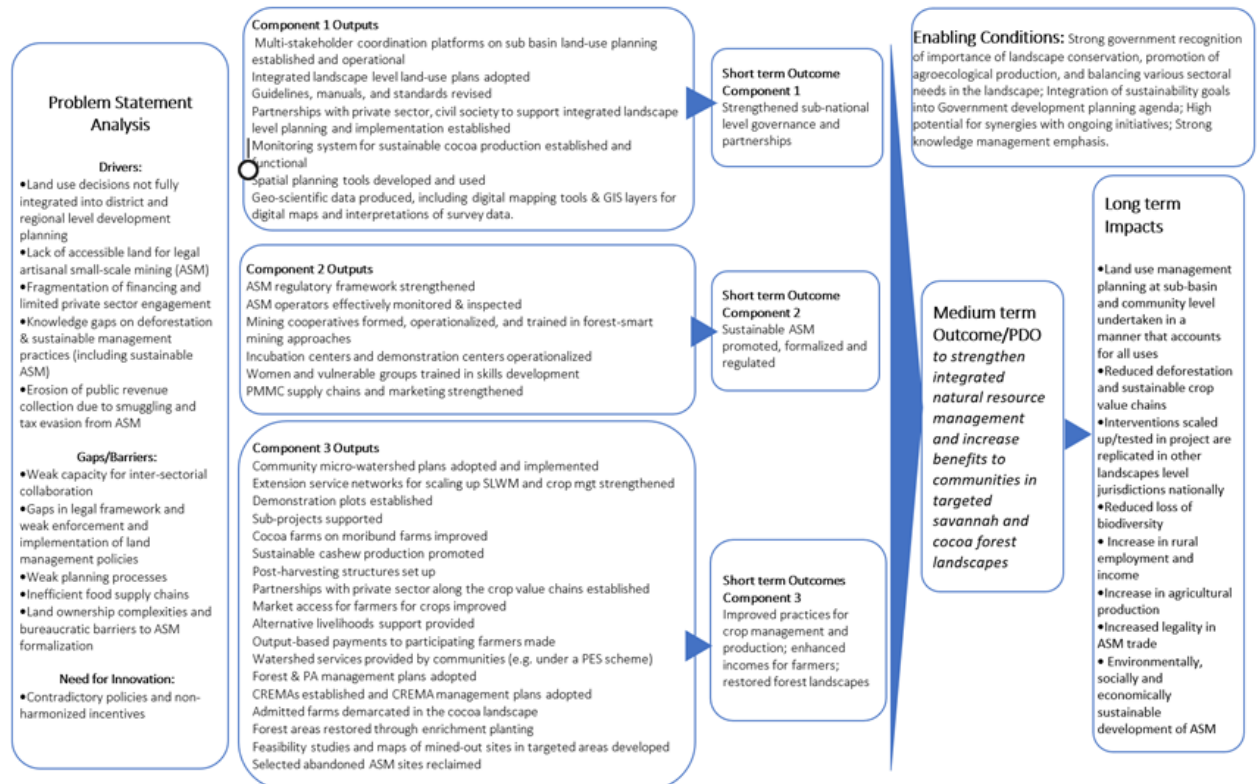 Problem Statement
Analysis
Drivers:
•Land use decisions not fully
integrated into district and
regional level development
planning
•Lack of accessible land for legal
artisanal small-scale mining (ASM)
•Fragmentation of financing and
limited private sector engagement
•Knowledge gaps on deforestation
& sustainable management
practices (including sustainable
ASM)
•Erosion of public revenue
collection due to smuggling and
tax evasion from ASM
Gaps/Barriers:
•Weak capacity for inter-sectorial
collaboration
•Gaps in legal framework and
weak enforcement and
implementation of land
management policies
•Weak planning processes
•Inefficient food supply chains
•Land ownership complexities and
bureaucratic barriers to ASM
formalization
Need for Innovation:
•Contradictory policies and non-
harmonized incentives
Component 1 Outputs
Multi-stakeholder coordination platforms on sub basin land-use planning
established and operational
Integrated landscape level land-use plans adopted
Guidelines, manuals, and standards revised
Partnerships with private sector, civil society to support integrated landscape
level planning and implementation established
Monitoring system for sustainable cocoa production established and
functional
Spatial planning tools developed and used
Geo-scientific data produced, including digital mapping tools & GIS layers for
digital maps and interpretations of survey data.
Component 2 Outputs
ASM regulatory framework strengthened
ASM operators effectively monitored & inspected
Mining cooperatives formed, operationalized, and trained in forest-smart
mining approaches
Incubation centers and demonstration centers operationalized
Women and vulnerable groups trained in skills development
PMMC supply chains and marketing strengthened
Component 3 Outputs
Community micro-watershed plans adopted and implemented
Extension service networks for scaling up SLWM and crop mgt strengthened
Demonstration plots established
Sub-projects supported
Cocoa farms on moribund farms improved
Sustainable cashew production promoted
Post-harvesting structures set up
Partnerships with private sector along the crop value chains established
Market access for farmers for crops improved
Alternative livelihoods support provided
Output-based payments to participating farmers made
Watershed services provided by communities (e.g. under a PES scheme)
Forest & PA management plans adopted
CREMAs established and CREMA management plans adopted
Admitted farms demarcated in the cocoa landscape
Forest areas restored through enrichment planting
Feasibility studies and maps of mined-out sites in targeted areas developed
Selected abandoned ASM sites reclaimed
Short term Outcome
Component 1
Strengthened sub-national
level governance and
partnerships
Short term Outcome
Component 2
Sustainable ASM
promoted, formalized and
regulated
Short term Outcomes
Component 3
Improved practices for
crop management and
production; enhanced
incomes for farmers;
restored forest landscapes
Enabling Conditions: Strong government recognition
of importance of landscape conservation, promotion of
agroecological production, and balancing various sectoral
needs in the landscape; Integration of sustainability goals
into Government development planning agenda; High
potential for synergies with ongoing initiatives; Strong
knowledge management emphasis.
Medium term
Outcome/PDO
to strengthen
integrated
natural resource
management
and increase
benefits to
communities in
targeted
savannah and
cocoa forest
landscapes
Long term
Impacts
•Land use management
planning at sub-basin
and community level
undertaken in a
manner that accounts
for all uses
•Reduced deforestation
and sustainable crop
value chains
•Interventions scaled
up/tested in project are
replicated in other
landscapes level
jurisdictions nationally
•Reduced loss of
biodiversity
• Increase in rural
employment and
income
•Increase in agricultural
production
•Increased legality in
ASM trade
• Environmentally,
socially and
economically
sustainable
development of ASM